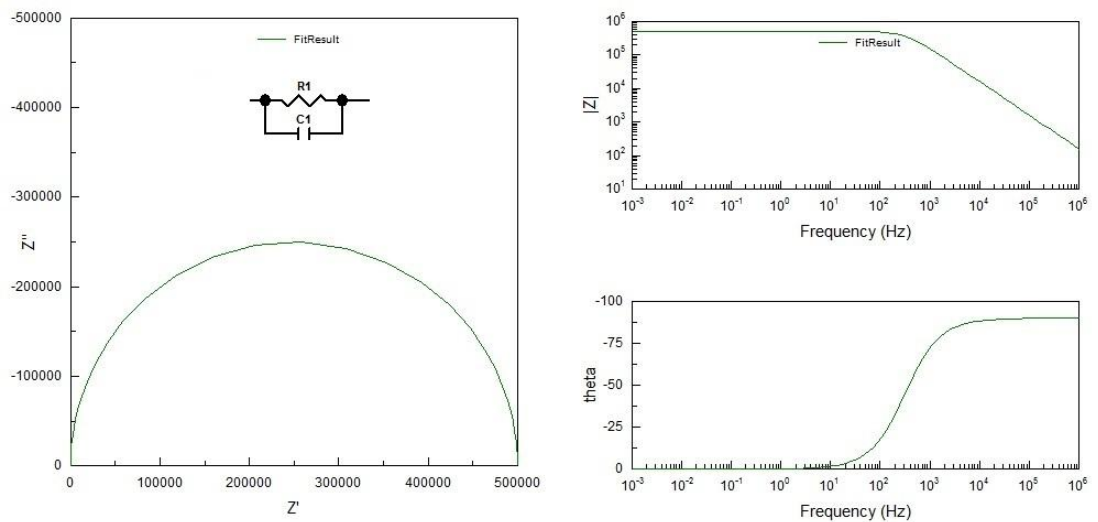 -500000
-400000
-300000
-200000
-100000
0
Z''
FitResult
R1
C1
0 100000 200000 300000 400000 500000
Z'
10^6
10^5
10^4
10^3
10^2
10^1
|Z|
FitResult
10^-3 10^-2 10^-1 10^0 10^1 10^2 10^3 10^4 10^5 10^6
Frequency (Hz)
-100
-75
-50
-25
0
theta
10^-3 10^-2 10^-1 10^0 10^1 10^2 10^3 10^4 10^5 10^6
Frequency (Hz)